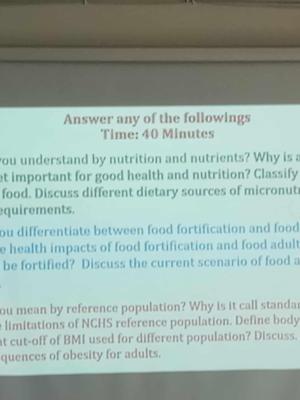 Answer any of the followings
Time: 40 Minutes
you understand by nutrition and nutrients? Why is a
et important for good health and nutrition? Classify
food. Discuss different dietary sources of micronut
equirements.
ou differentiate between food fortification and food
e health impacts of food fortification and food adult
be fortified? Discuss the current scenario of food a
ou mean by reference population? Why is it call standar
limitations of NCHS reference population. Define body
at cut-off of BMI used for different population? Discuss.
quences of obesity for adults.